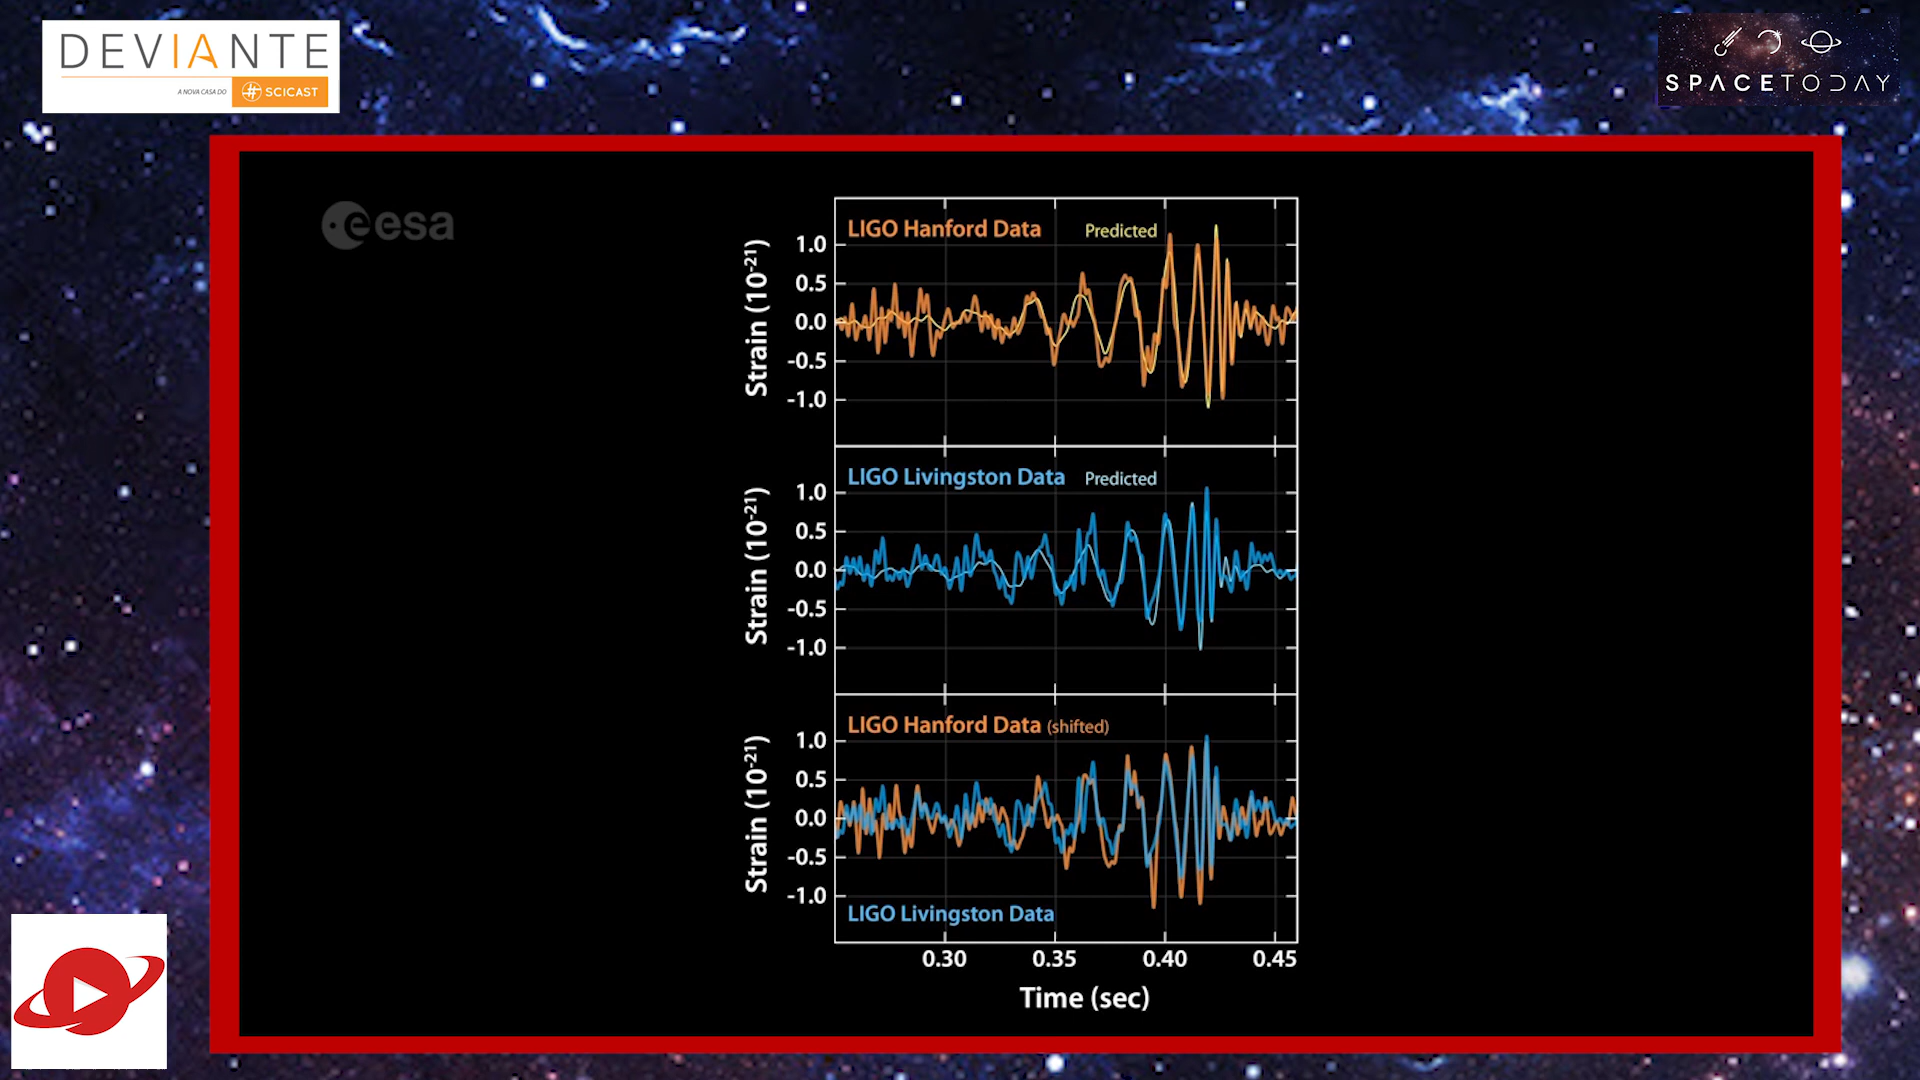 DEVIANTE
A NOVA CASA DO
SCICAST
SPACETODAY
esa
LIGO Hanford Data
Predicted
Strain (10⁻²¹)
1.0
0.5
0.0
-0.5
-1.0
LIGO Livingston Data
Predicted
Strain (10⁻²¹)
1.0
0.5
0.0
-0.5
-1.0
LIGO Hanford Data (shifted)
Strain (10⁻²¹)
1.0
0.5
0.0
-0.5
-1.0
LIGO Livingston Data
0.30 0.35 0.40 0.45
Time (sec)